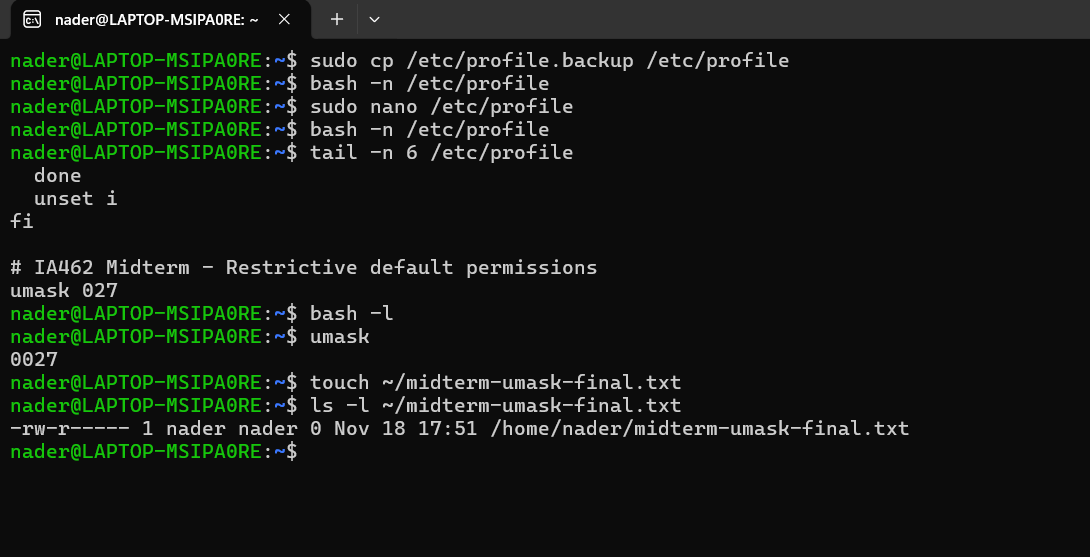 nader@LAPTOP-MSIPA0RE: ~
nader@LAPTOP-MSIPA0RE:~$ sudo cp /etc/profile.backup /etc/profile
nader@LAPTOP-MSIPA0RE:~$ bash -n /etc/profile
nader@LAPTOP-MSIPA0RE:~$ sudo nano /etc/profile
nader@LAPTOP-MSIPA0RE:~$ bash -n /etc/profile
nader@LAPTOP-MSIPA0RE:~$ tail -n 6 /etc/profile
  done
  unset i
fi

# IA462 Midterm - Restrictive default permissions
umask 027
nader@LAPTOP-MSIPA0RE:~$ bash -l
nader@LAPTOP-MSIPA0RE:~$ umask
0027
nader@LAPTOP-MSIPA0RE:~$ touch ~/midterm-umask-final.txt
nader@LAPTOP-MSIPA0RE:~$ ls -l ~/midterm-umask-final.txt
-rw-r----- 1 nader nader 0 Nov 18 17:51 /home/nader/midterm-umask-final.txt
nader@LAPTOP-MSIPA0RE:~$